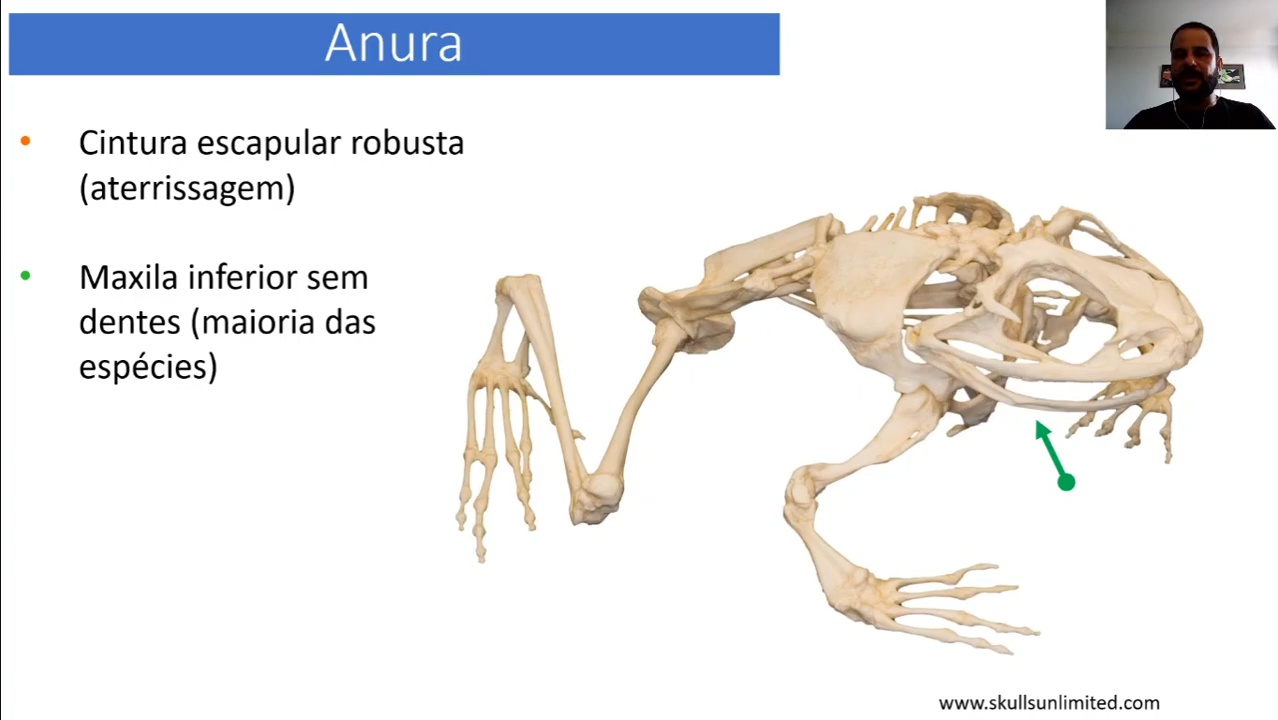 Anura
Cintura escapular robusta
(aterrissagem)
Maxila inferior sem
dentes (maioria das
espécies)
www.skullsunlimited.com